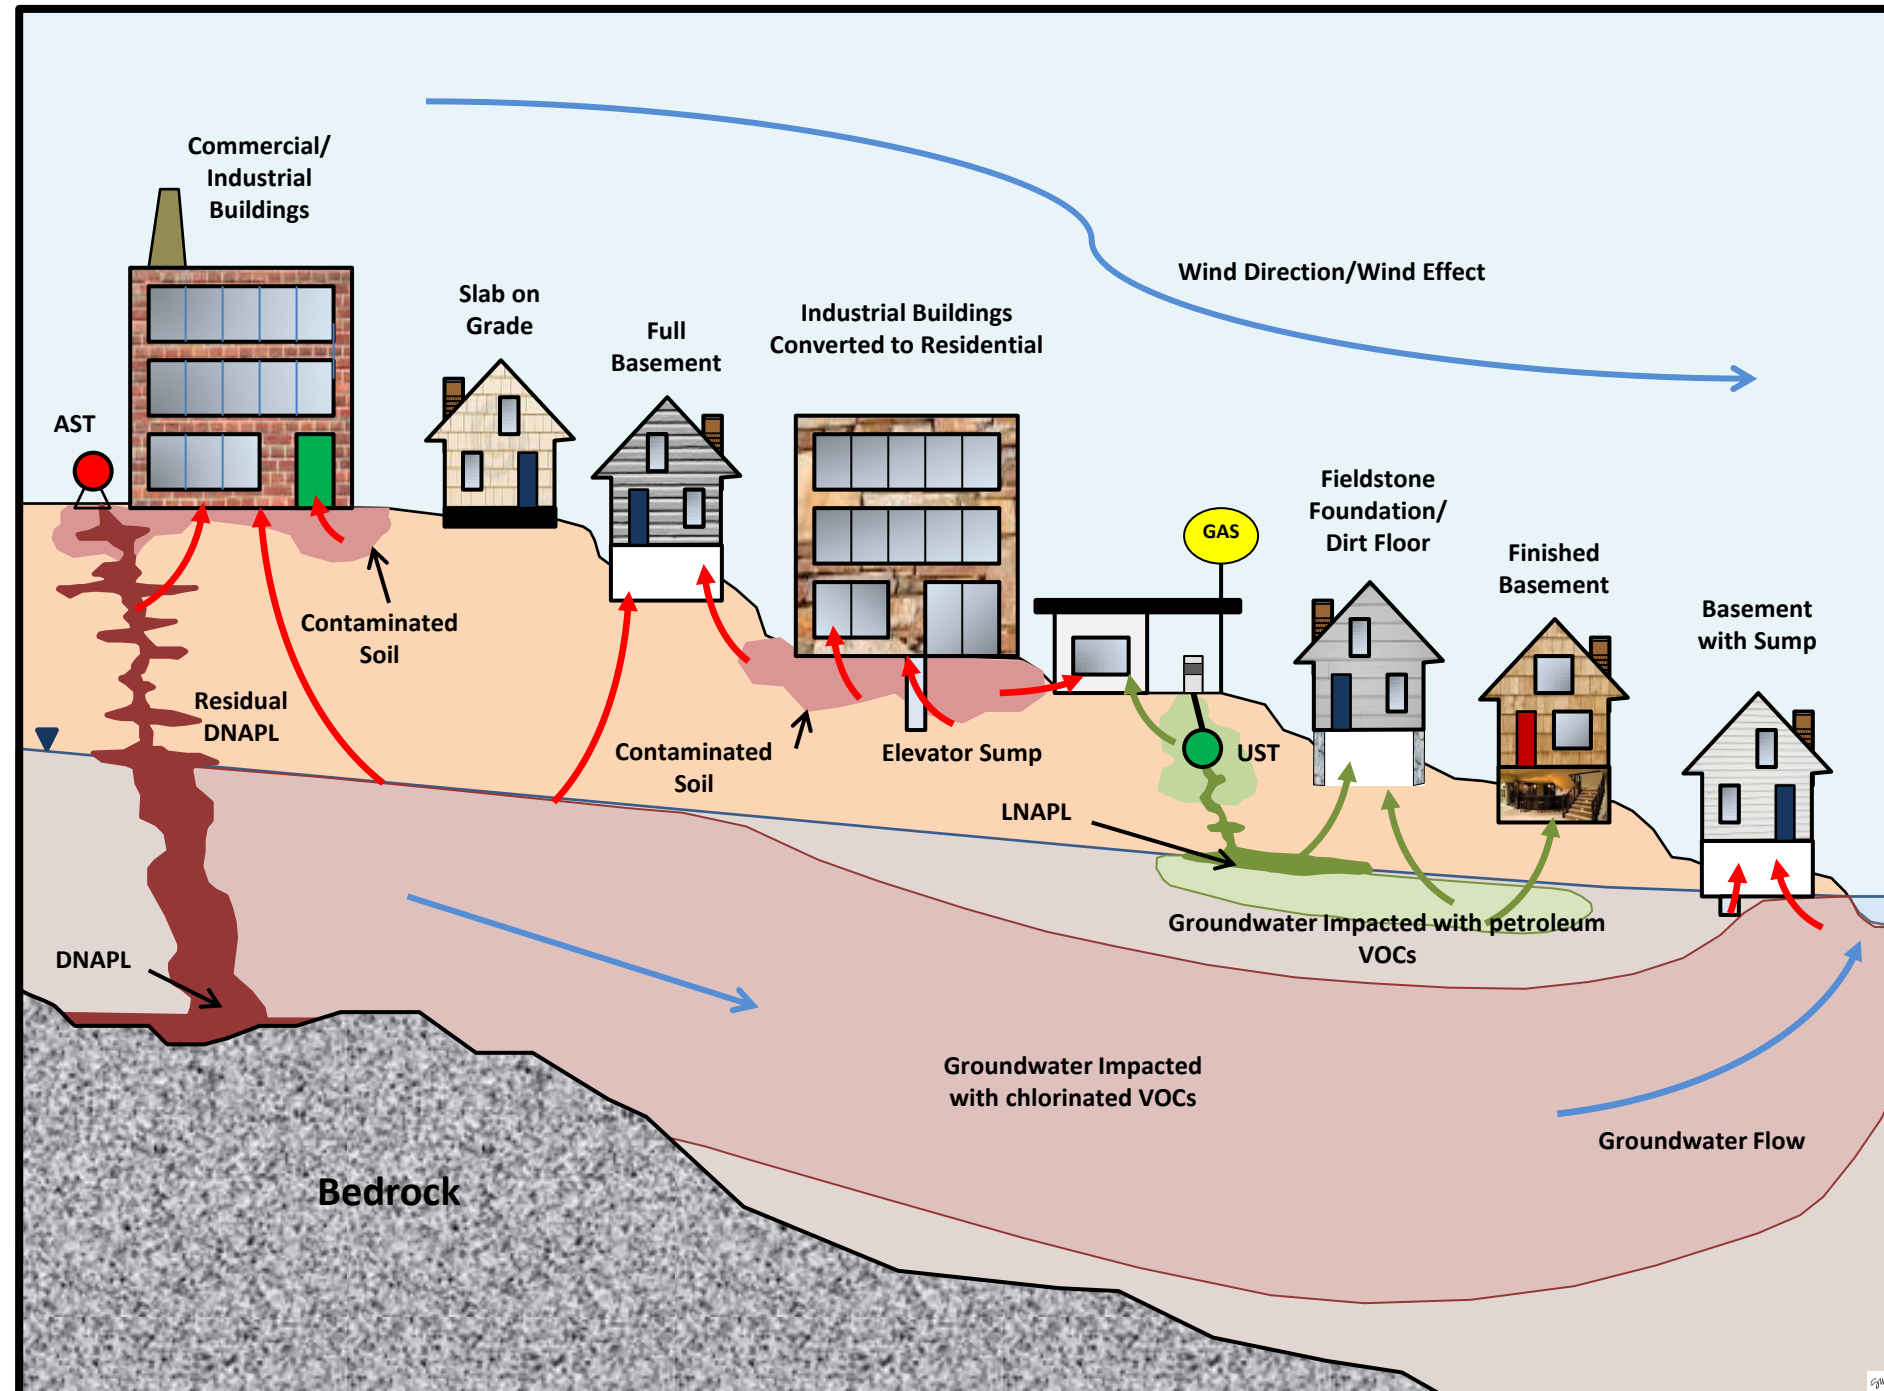 Commercial/
Industrial
Buildings
Slab on
Grade
Full
Basement
Industrial Buildings
Converted to Residential
Wind Direction/Wind Effect
AST
GAS
Fieldstone
Foundation/
Dirt Floor
Finished
Basement
Basement
with Sump
Contaminated
Soil
Residual
DNAPL
Contaminated
Soil
Elevator Sump
UST
LNAPL
Groundwater Impacted with petroleum
VOCs
DNAPL
Groundwater Impacted
with chlorinated VOCs
Groundwater Flow
Bedrock